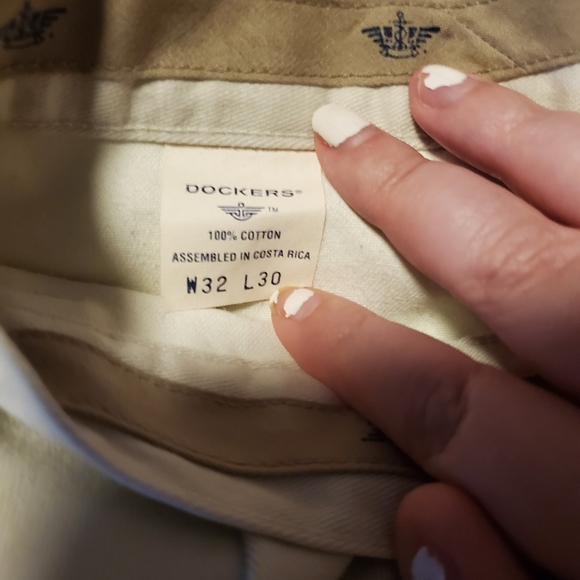 DOCKERS®
™
100% COTTON
ASSEMBLED IN COSTA RICA
W32 L30